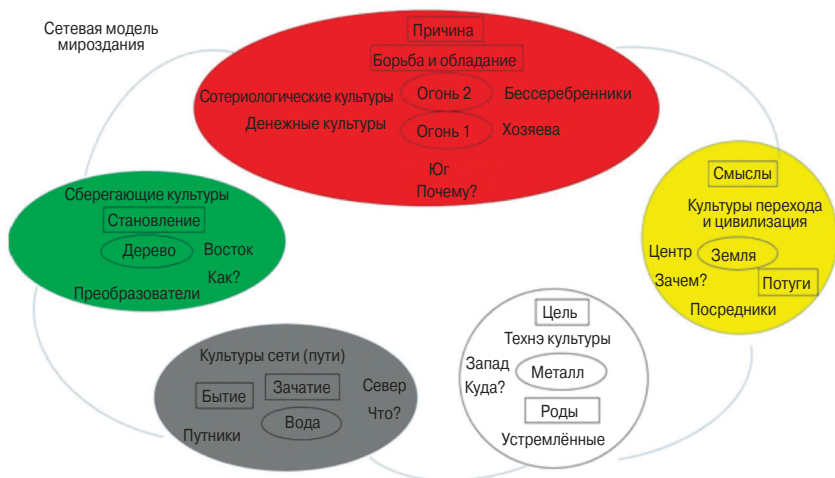 Сетевая модель
мироздания
Причина
Борьба и обладание
Сотериологические культуры
Огонь 2
Бессеребренники
Денежные культуры
Огонь 1
Хозяева
Юг
Почему?
Сберегающие культуры
Становление
Дерево
Восток
Как?
Преобразователи
Смыслы
Культуры перехода
и цивилизация
Центр
Земля
Зачем?
Потуги
Посредники
Культуры сети (пути)
Бытие
Зачатие
Север
Что?
Вода
Путники
Цель
Технэ культуры
Запад
Куда?
Металл
Роды
Устремлённые